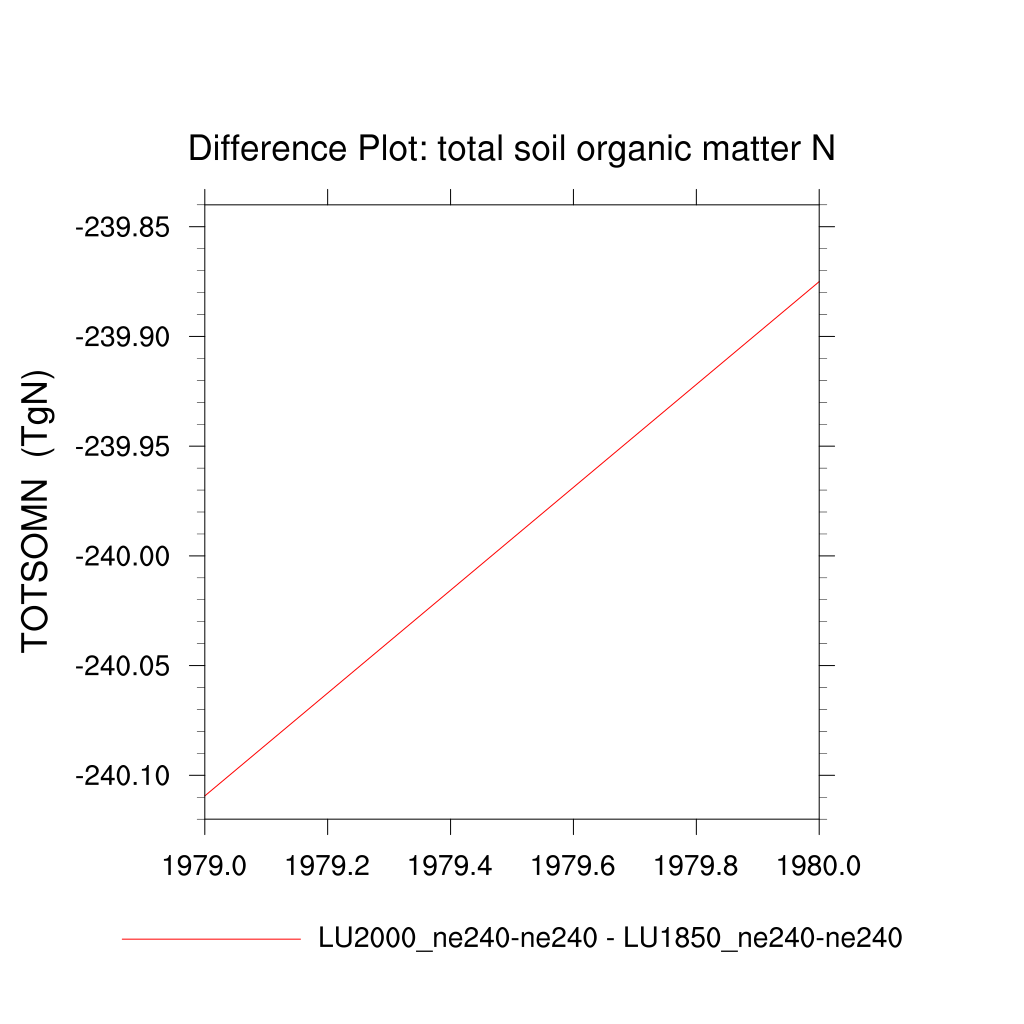 Difference Plot: total soil organic matter N
TOTSOMN (TgN)
-239.85
-239.90
-239.95
-240.00
-240.05
-240.10
1979.0 1979.2 1979.4 1979.6 1979.8 1980.0
LU2000_ne240-ne240 - LU1850_ne240-ne240